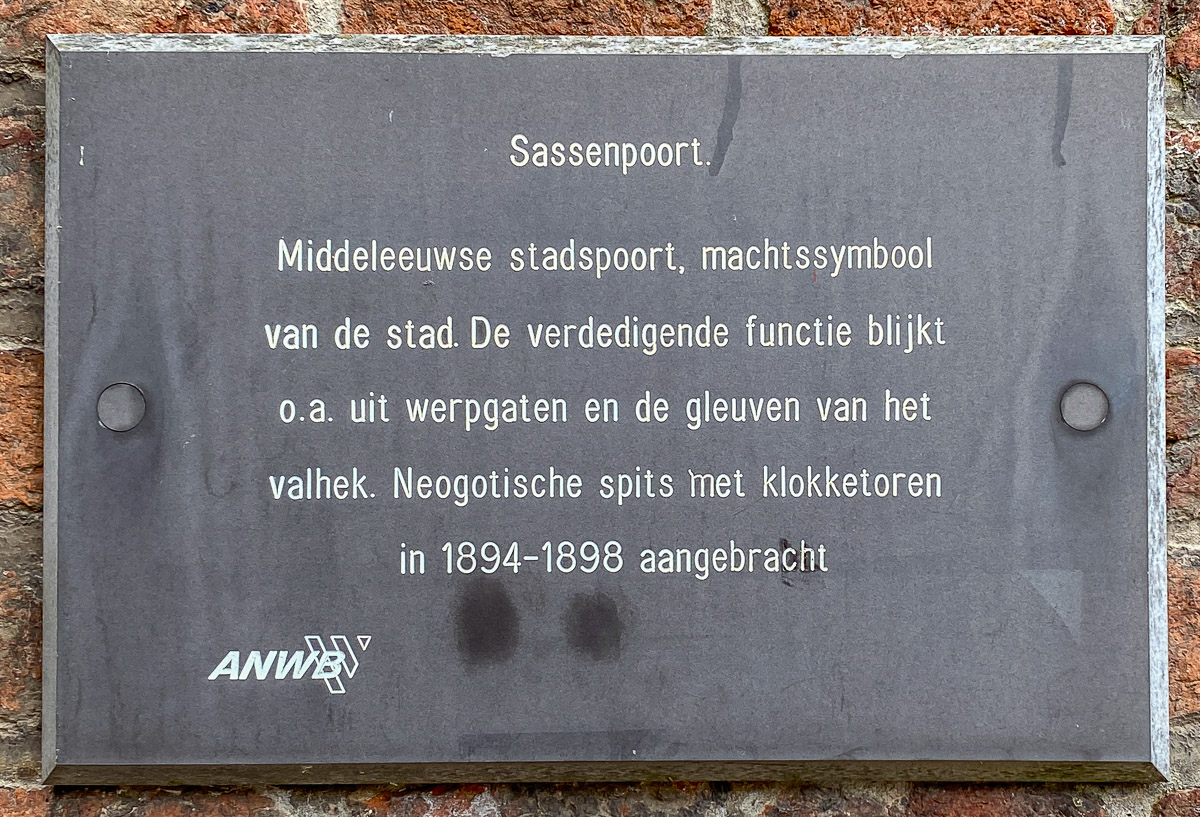 Sassenpoort.
Middeleeuwse stadspoort, machtssymbool
van de stad. De verdedigende functie blijkt
o.a. uit werpgaten en de gleuven van het
valhek. Neogotische spits met klokketoren
in 1894-1898 aangebracht
ANWB